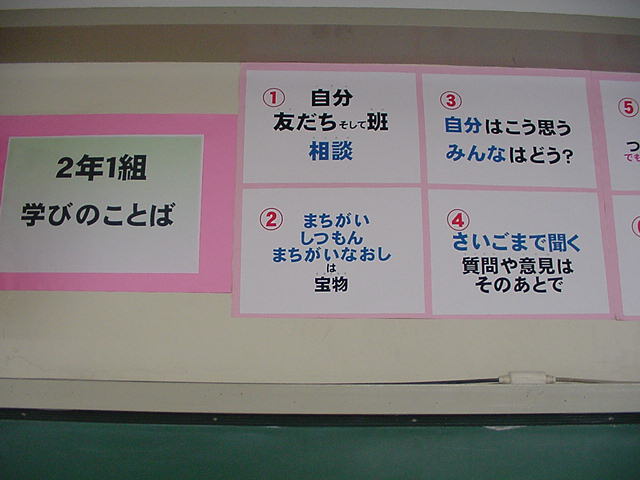 2年1組
学びのことば
①
自分
友だちそして班
相談
②
まちがい
しつもん
まちがいなおし
は
宝物
③
自分はこう思う
みんなはどう?
④
さいごまで聞く
質問や意見は
そのあとで
⑤
つ
でも